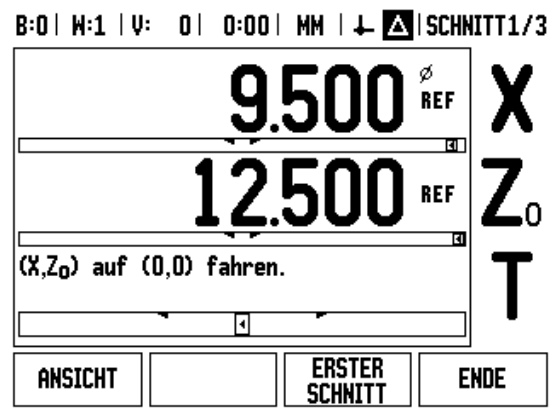 B:0| W:1 |V: 0| 0:00| MM | |SCHNITT1/3
9.500 Ø REF X
12.500 REF Z0
(X,Z0) auf (0,0) fahren.
T
ANSICHT
ERSTER SCHNITT
ENDE